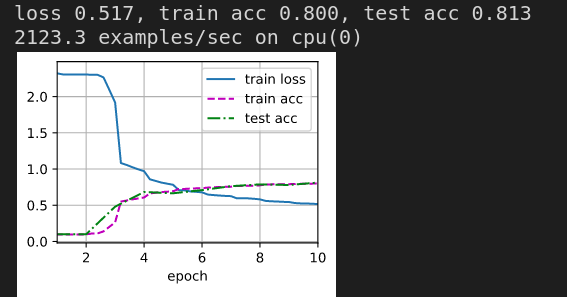 loss 0.517, train acc 0.800, test acc 0.813
2123.3 examples/sec on cpu(0)
train loss
train acc
test acc
2.0
1.5
1.0
0.5
0.0
2 4 6 8 10
epoch